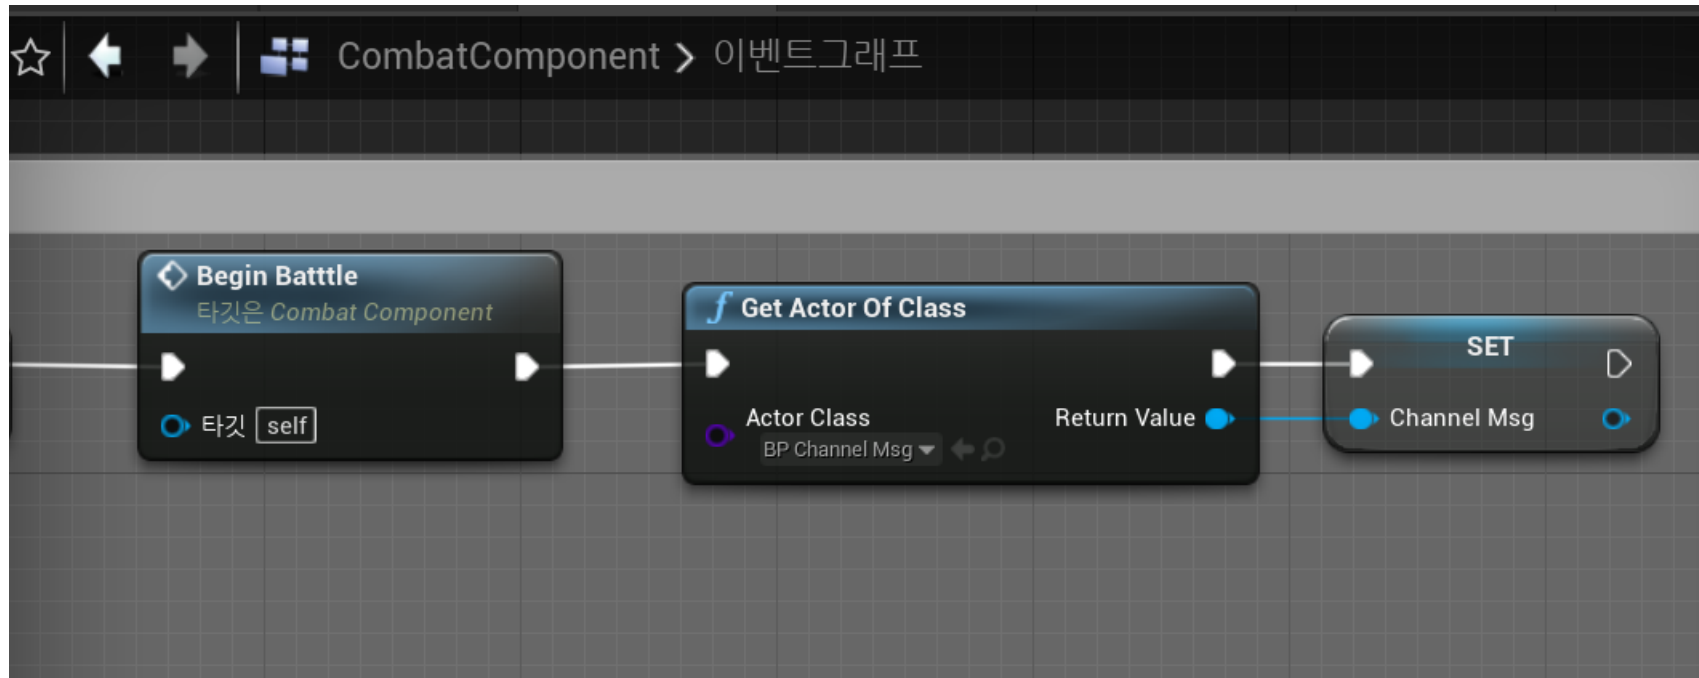 CombatComponent > 이벤트그래프
Begin Batttle
타깃은 Combat Component
타깃 self
f Get Actor Of Class
Actor Class
BP Channel Msg
Return Value
SET
Channel Msg